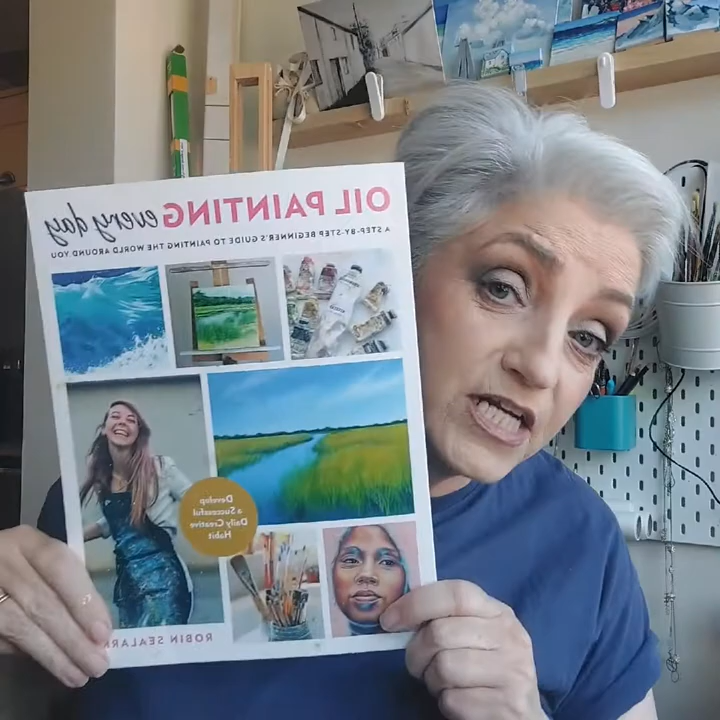 OIL PAINTING every day
A STEP-BY-STEP BEGINNER'S GUIDE TO PAINTING THE WORLD AROUND YOU
Develop
a Successful
Daily Creative
Habit
ROBIN SEALARK